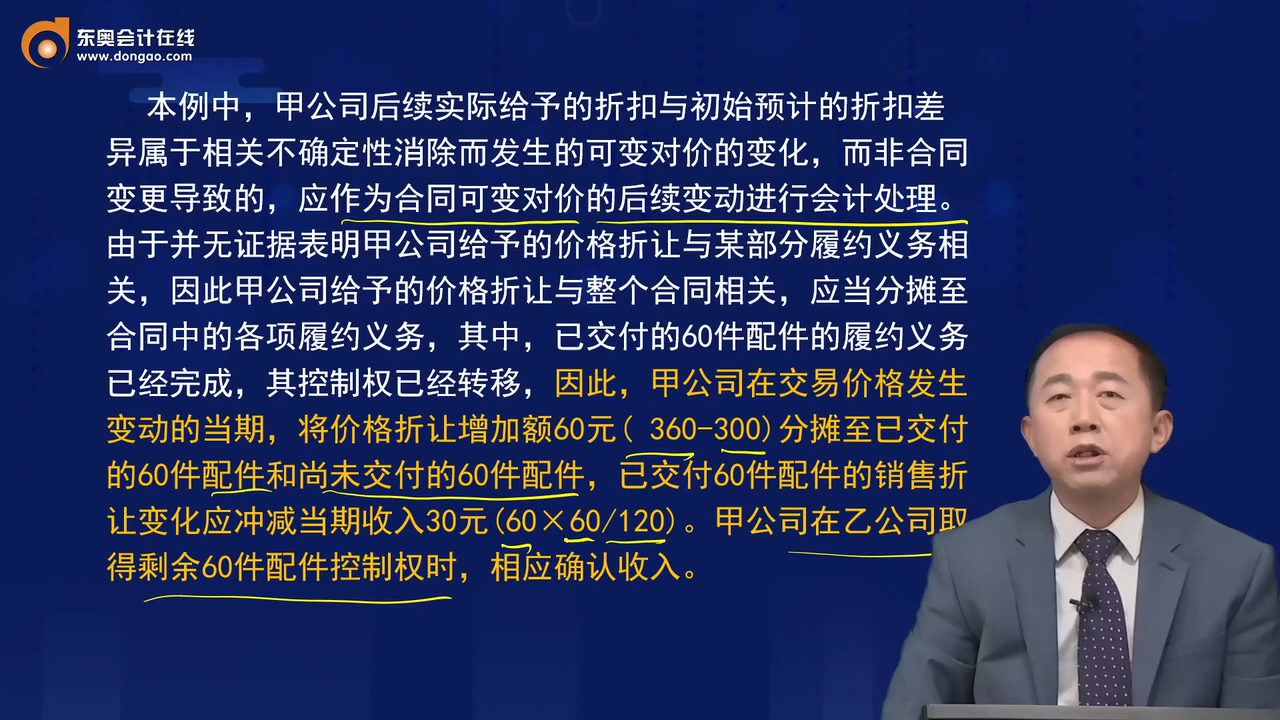 东奥会计在线
www.dongao.com
本例中，甲公司后续实际给予的折扣与初始预计的折扣差
异属于相关不确定性消除而发生的可变对价的变化，而非合同
变更导致的，应作为合同可变对价的后续变动进行会计处理。
由于并无证据表明甲公司给予的价格折让与某部分履约义务相
关，因此甲公司给予的价格折让与整个合同相关，应当分摊至
合同中的各项履约义务，其中，已交付的60件配件的履约义务
已经完成，其控制权已经转移，因此，甲公司在交易价格发生
变动的当期，将价格折让增加额60元( 360-300)分摊至已交付
的60件配件和尚未交付的60件配件，已交付60件配件的销售折
让变化应冲减当期收入30元(60×60/120)。甲公司在乙公司取
得剩余60件配件控制权时，相应确认收入。